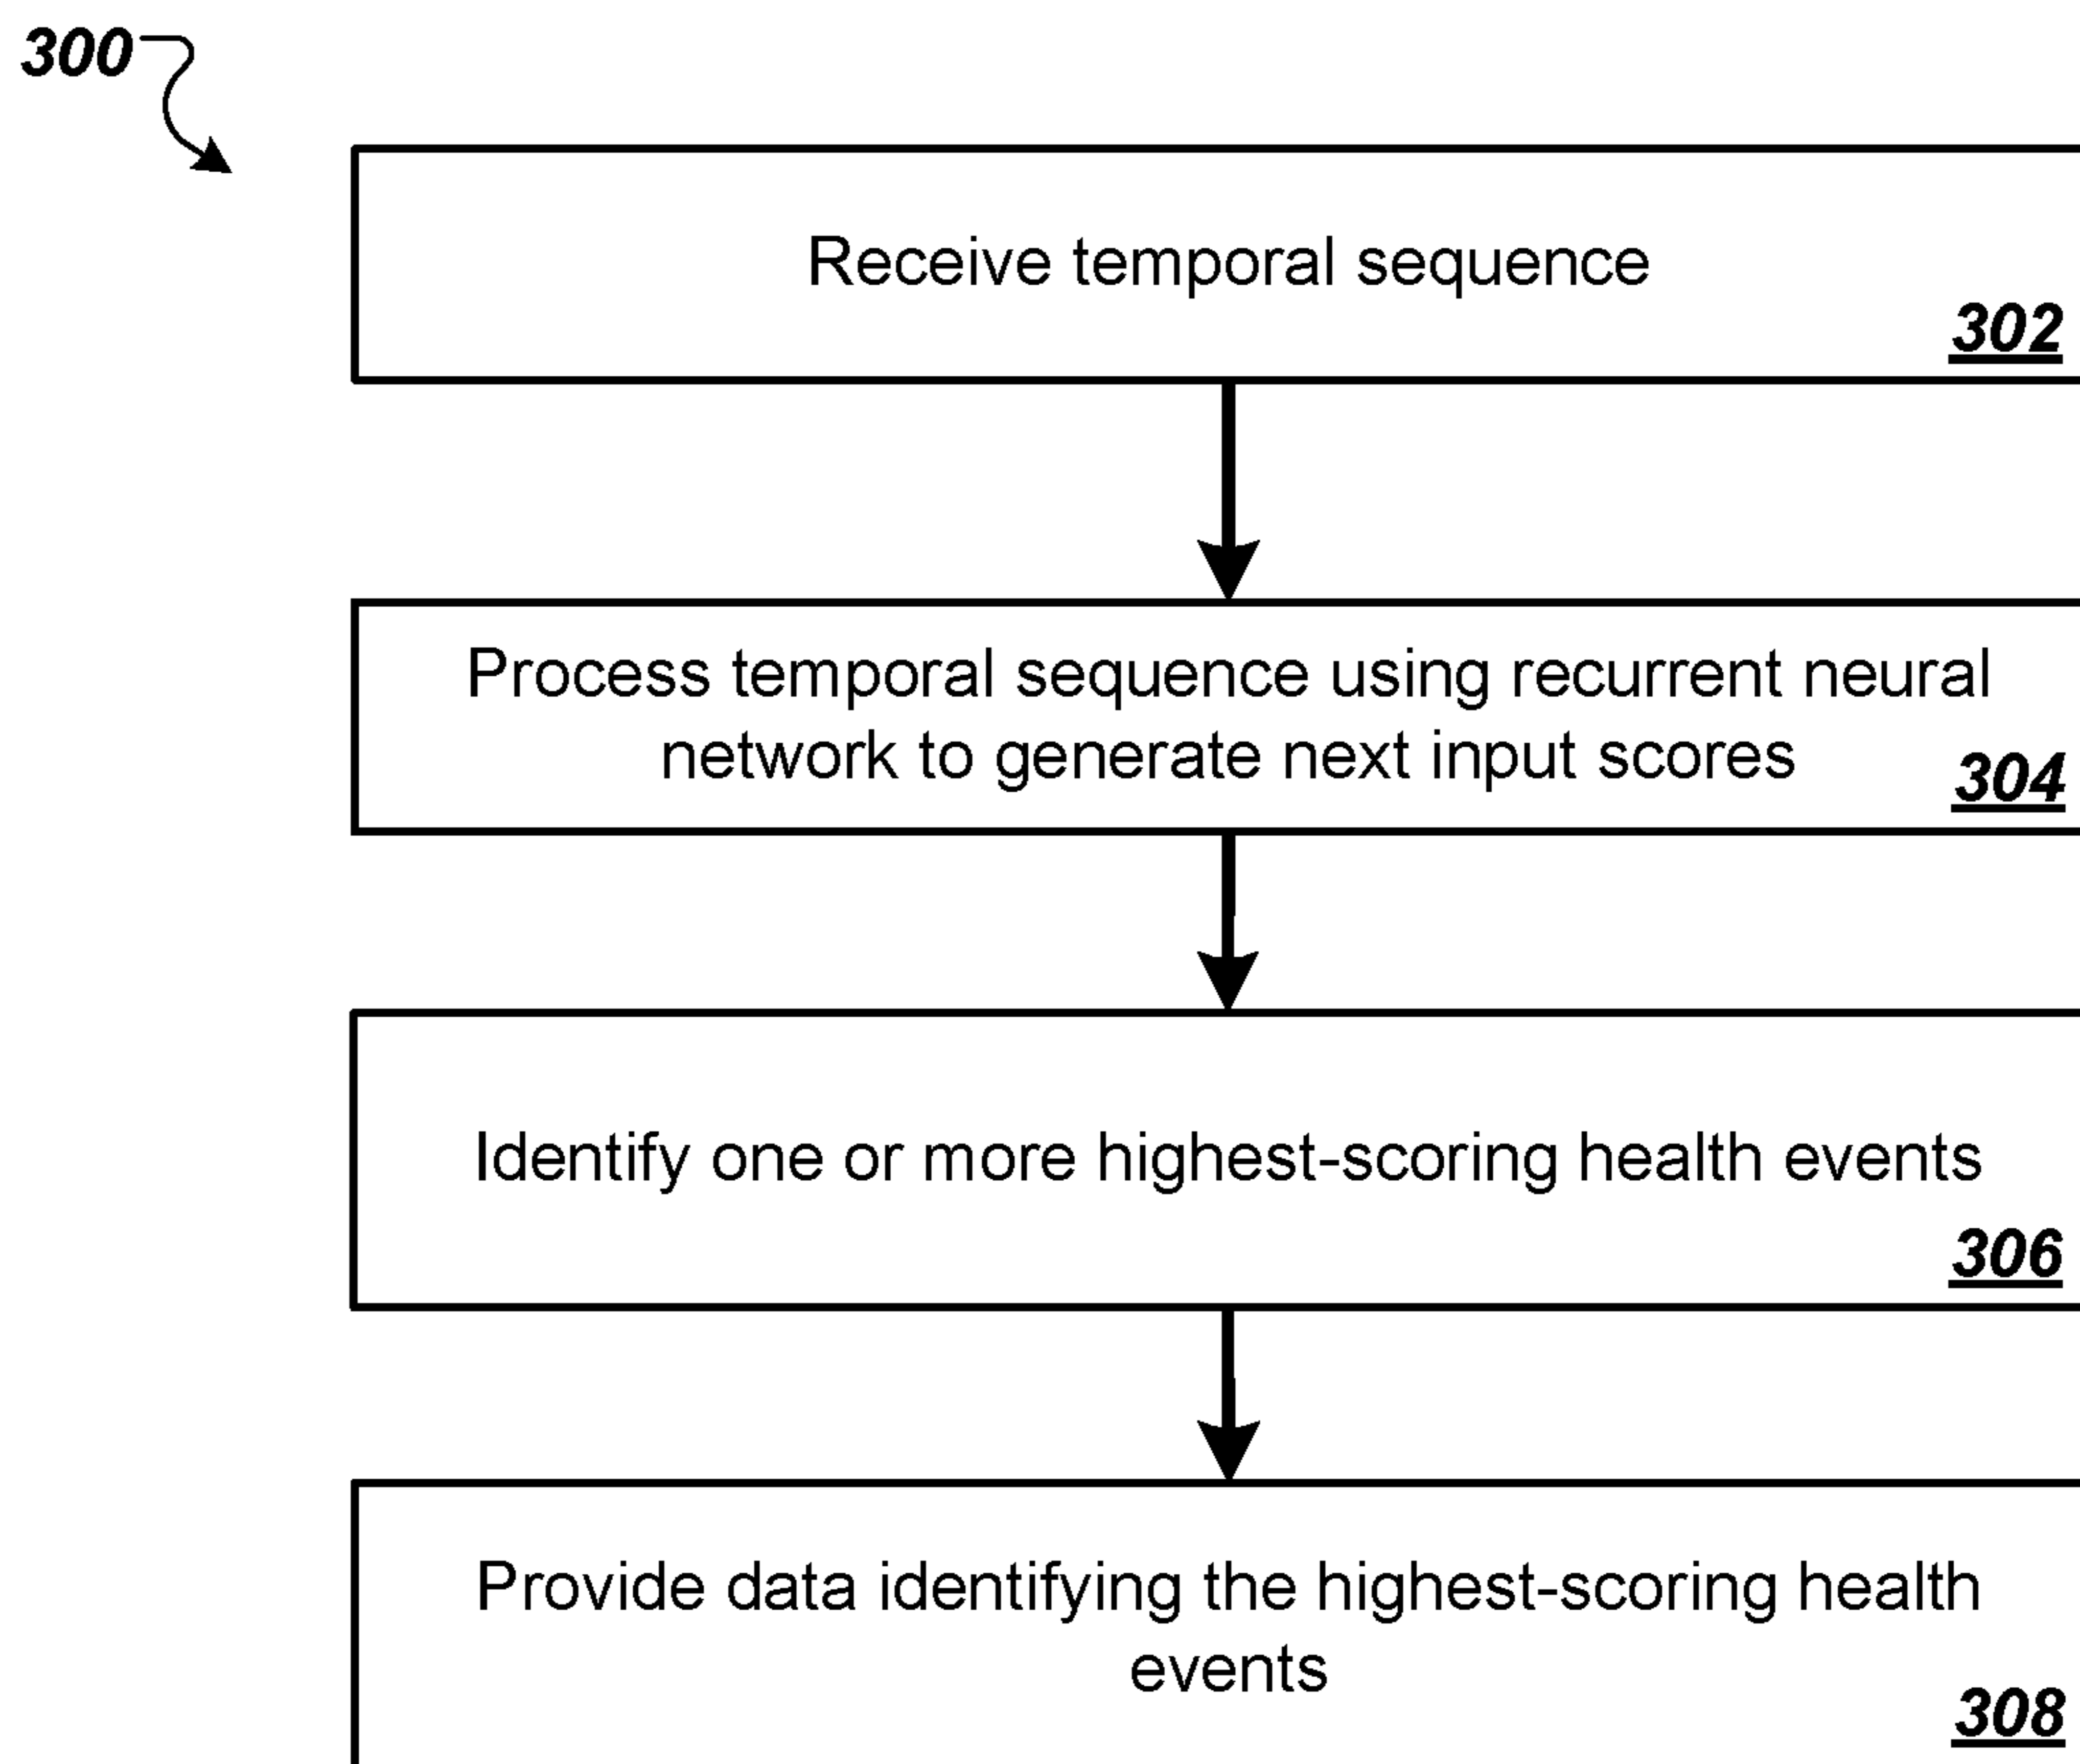 300
Receive temporal sequence
302
Process temporal sequence using recurrent neural
network to generate next input scores
304
Identify one or more highest-scoring health events
306
Provide data identifying the highest-scoring health
events
308